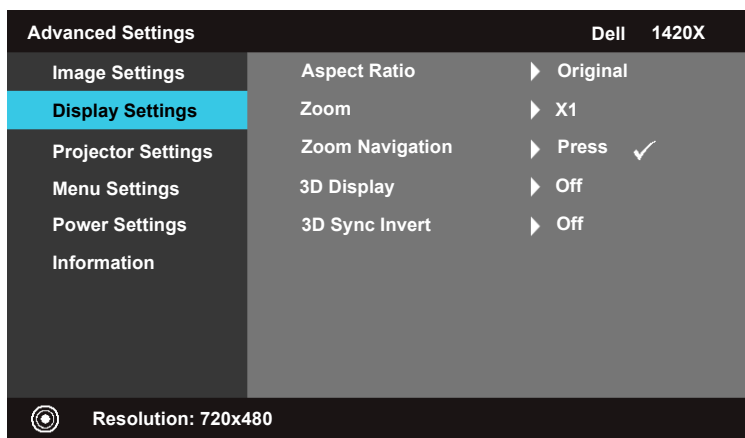 Advanced Settings Dell 1420X
Image Settings Aspect Ratio Original
Display Settings Zoom X1
Projector Settings Zoom Navigation Press ✓
Menu Settings 3D Display Off
Power Settings 3D Sync Invert Off
Information
Resolution: 720x480